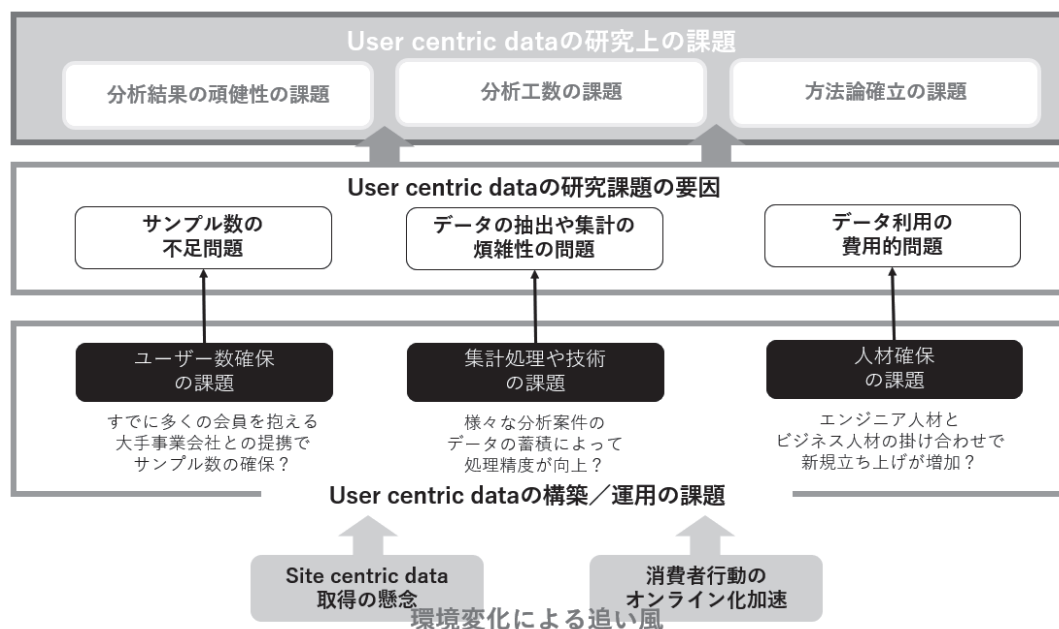 User centric dataの研究上の課題
分析結果の頑健性の課題
分析工数の課題
方法論確立の課題
User centric dataの研究課題の要因
サンプル数の
不足問題
データの抽出や集計の
煩雑性の問題
データ利用の
費用的問題
ユーザー数確保
の課題
集計処理や技術
の課題
人材確保
の課題
すでに多くの会員を抱える
大手事業会社との提携で
サンプル数の確保？
様々な分析案件の
データの蓄積によって
処理精度が向上？
エンジニア人材と
ビジネス人材の掛け合わせで
新規立ち上げが増加？
User centric dataの構築／運用の課題
Site centric data
取得の懸念
消費者行動の
オンライン化加速
環境変化による追い風